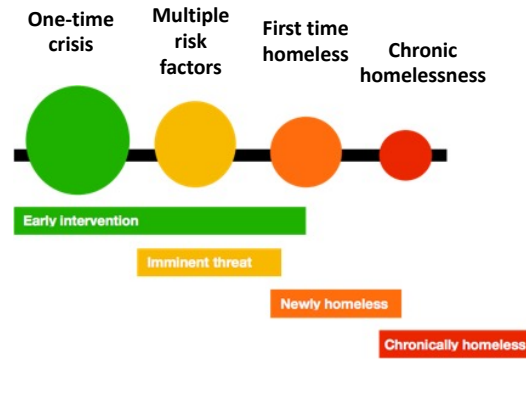 One-time
crisis
Multiple
risk
factors
First time
homeless
Chronic
homelessness
Early intervention
Imminent threat
Newly homeless
Chronically homeless